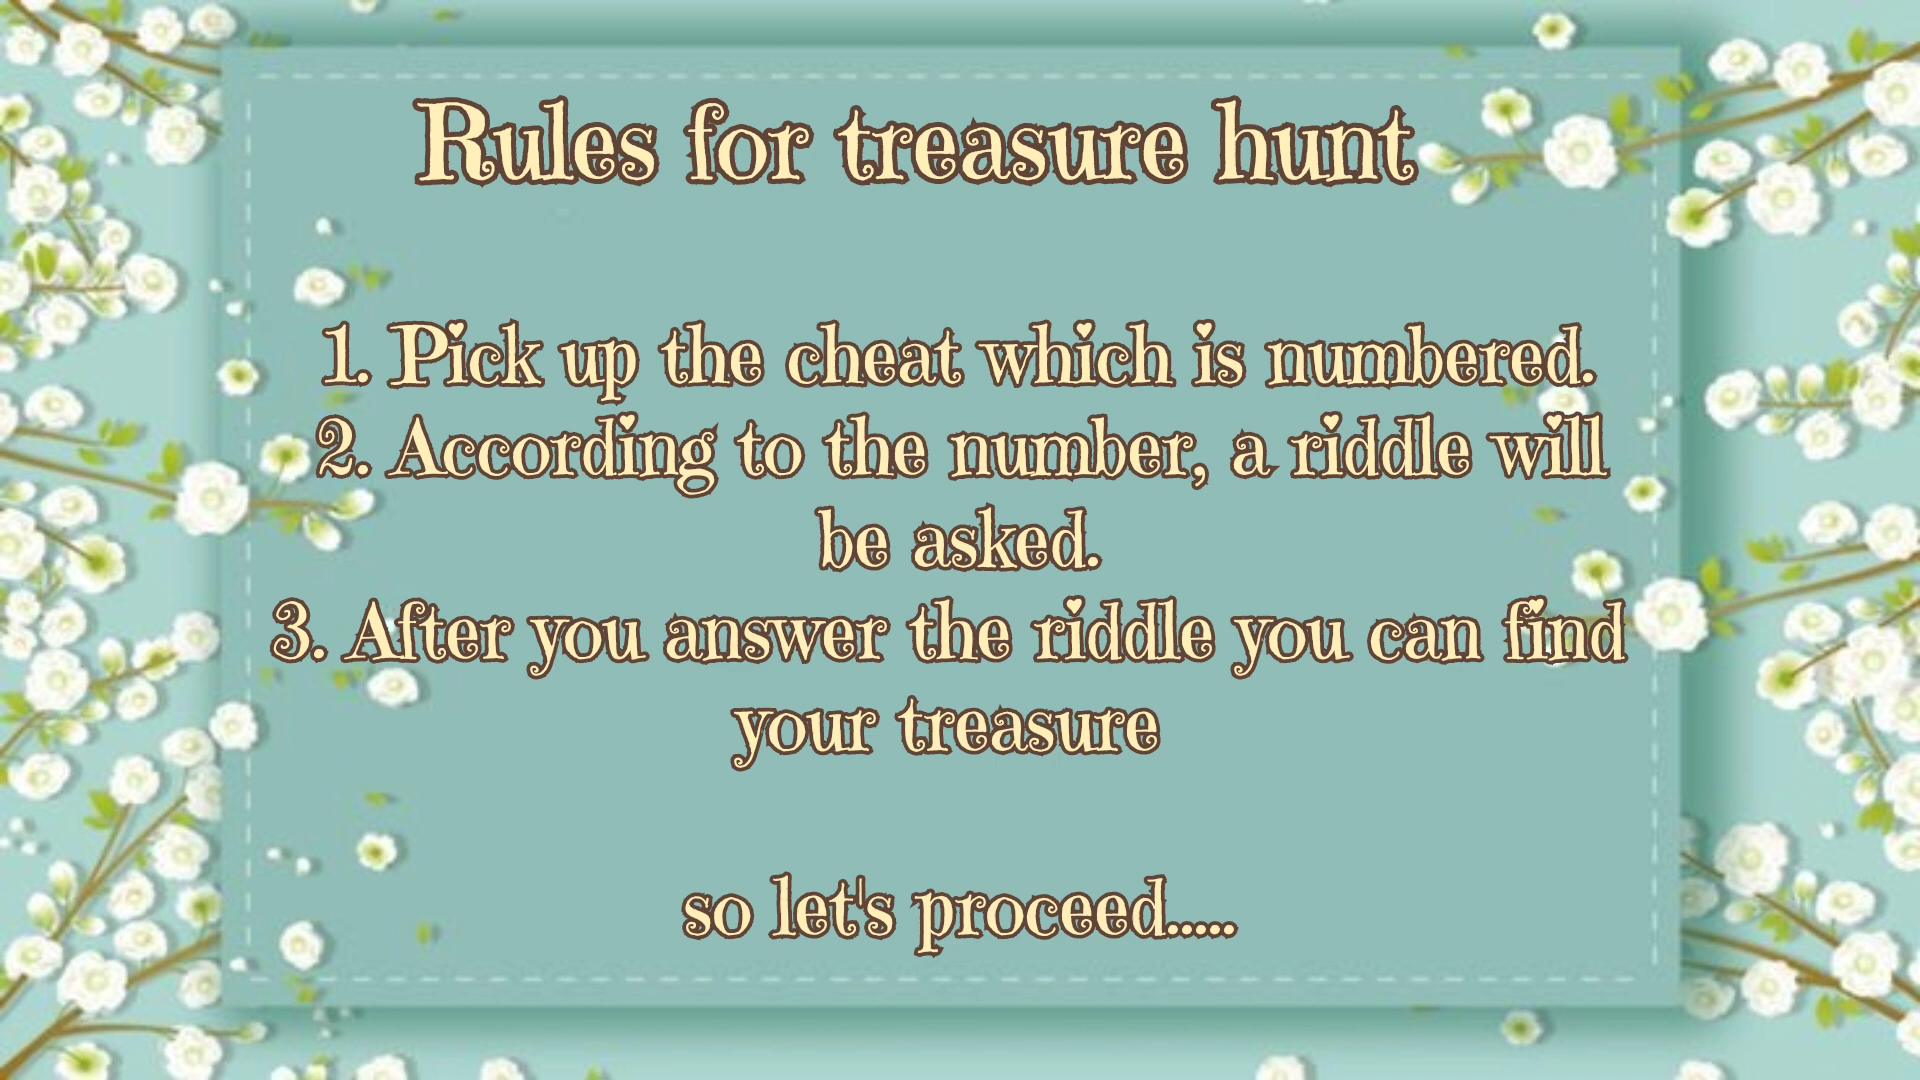 Rules for treasure hunt
1. Pick up the cheat which is numbered.
2. According to the number, a riddle will
be asked.
3. After you answer the riddle you can find
your treasure
so let's proceed.....